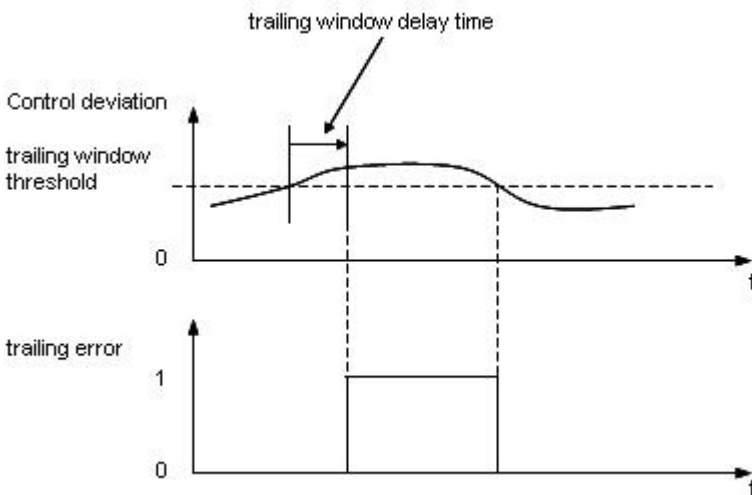 trailing window delay time
Control deviation
trailing window
threshold
0
t
trailing error
1
0
t